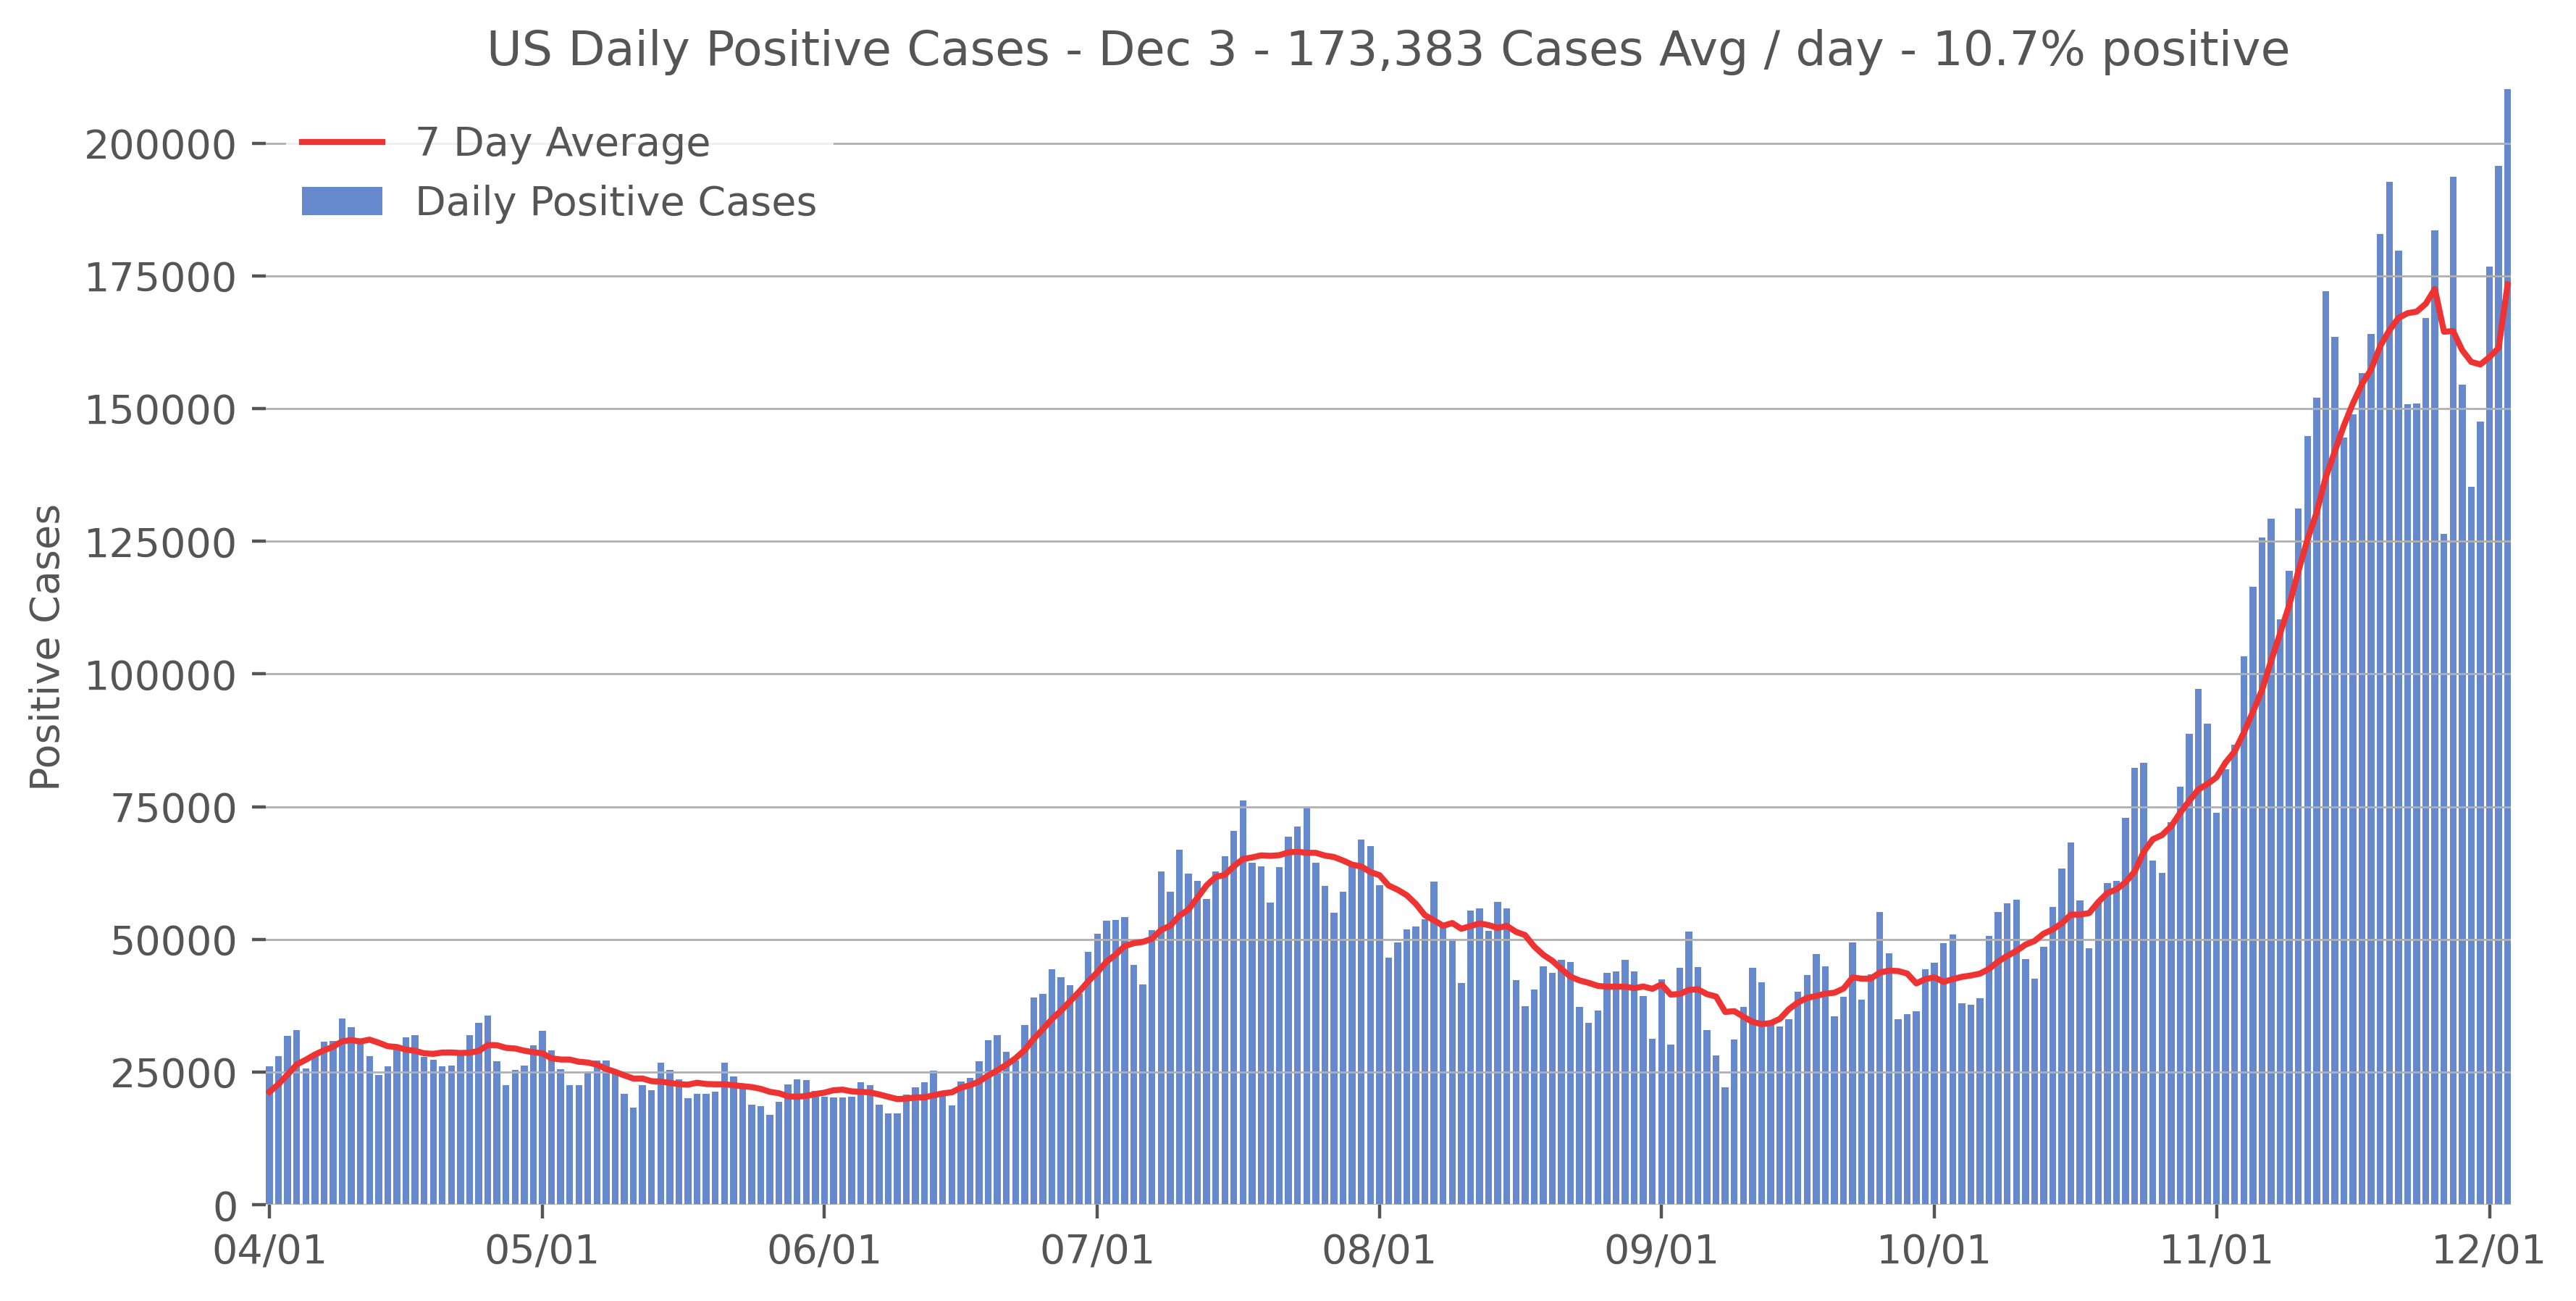 US Daily Positive Cases - Dec 3 - 173,383 Cases Avg / day - 10.7% positive
7 Day Average
Daily Positive Cases
Positive Cases
200000
175000
150000
125000
100000
75000
50000
25000
0
04/01 05/01 06/01 07/01 08/01 09/01 10/01 11/01 12/01